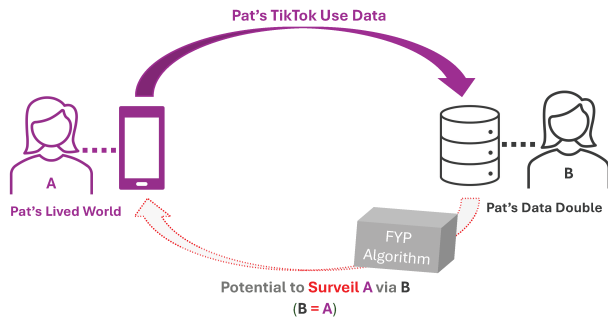 Pat's TikTok Use Data
A
B
Pat's Lived World
Pat's Data Double
FYP
Algorithm
Potential to Surveil A via B
(B = A)